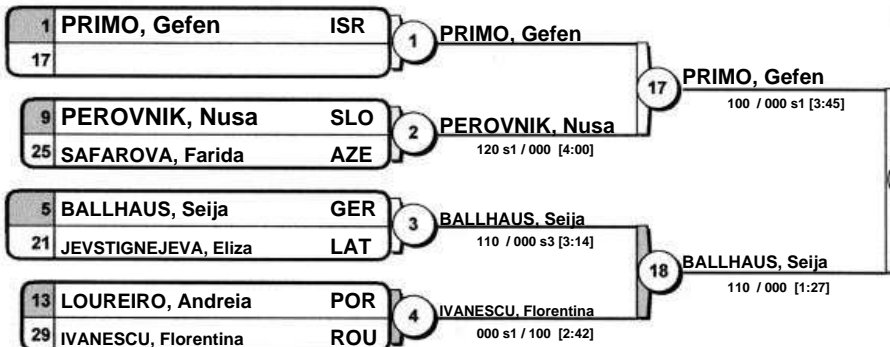 1 PRIMO, Gefen ISR
17
1 PRIMO, Gefen
9 PEROVNIK, Nusa SLO
25 SAFAROVA, Farida AZE
2 PEROVNIK, Nusa
120 s1 / 000 [4:00]
17 PRIMO, Gefen
100 / 000 s1 [3:45]
5 BALLHAUS, Seija GER
21 JEVSTIGNEJEVA, Eliza LAT
3 BALLHAUS, Seija
110 / 000 s3 [3:14]
13 LOUREIRO, Andreia POR
29 IVANESCU, Florentina ROU
4 IVANESCU, Florentina
000 s1 / 100 [2:42]
18 BALLHAUS, Seija
110 / 000 [1:27]